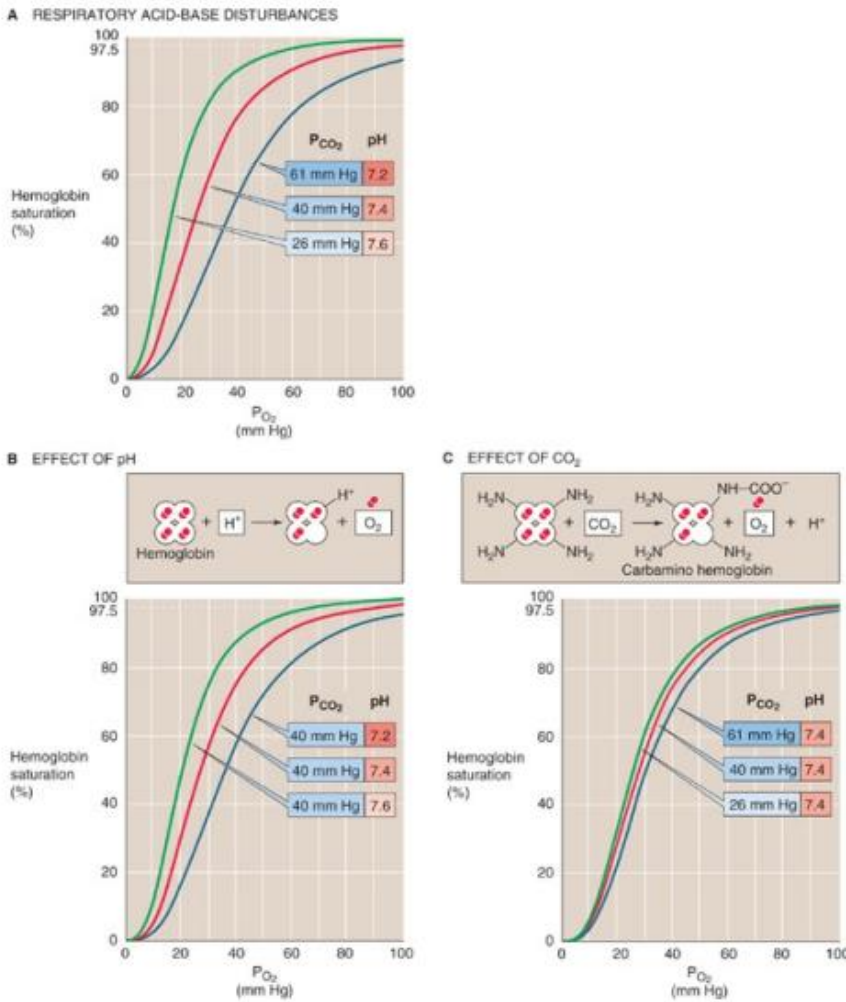 A RESPIRATORY ACID-BASE DISTURBANCES
100
97.5
80
60
40
20
0
Hemoglobin
saturation
(%)
PCO2 pH
61 mm Hg 7.2
40 mm Hg 7.4
26 mm Hg 7.6
0 20 40 60 80 100
PO2
(mm Hg)
B EFFECT OF pH
Hemoglobin
+ H+
H+
+ O2
100
97.5
80
60
40
20
0
Hemoglobin
saturation
(%)
PCO2 pH
40 mm Hg 7.2
40 mm Hg 7.4
40 mm Hg 7.6
0 20 40 60 80 100
PO2
(mm Hg)
C EFFECT OF CO2
H2N NH2 H2N NH–COO−
+ CO2 + O2 + H+
H2N NH2 H2N NH2
Carbamino hemoglobin
100
97.5
80
60
40
20
0
Hemoglobin
saturation
(%)
PCO2 pH
61 mm Hg 7.4
40 mm Hg 7.4
26 mm Hg 7.4
0 20 40 60 80 100
PO2
(mm Hg)